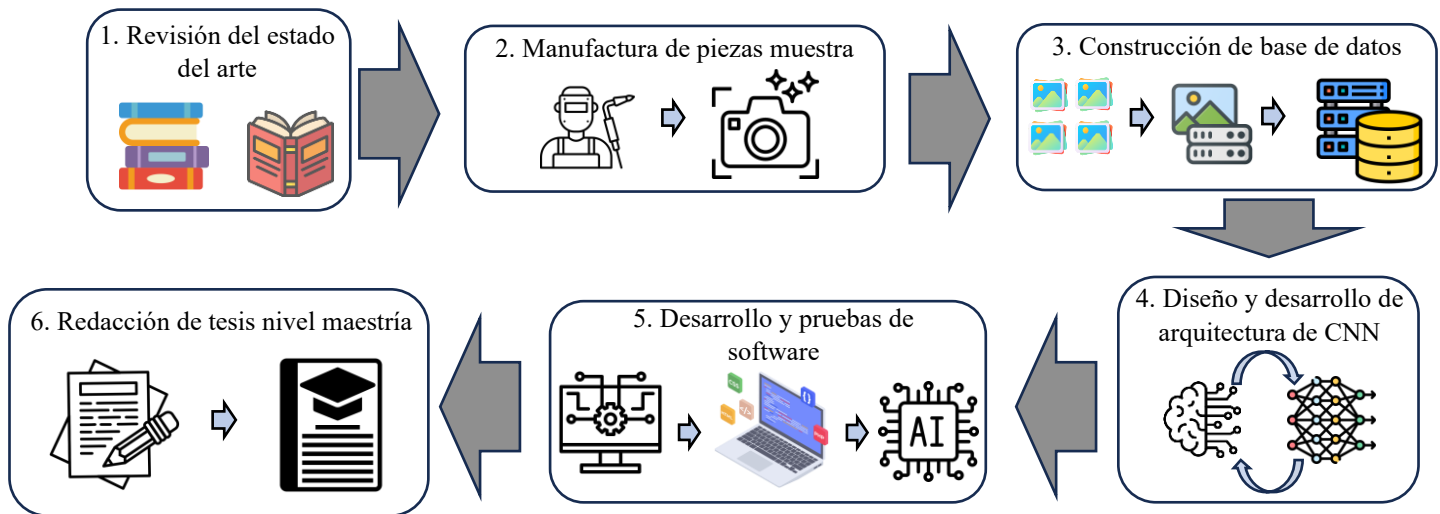 1. Revisión del estado
del arte
2. Manufactura de piezas muestra
3. Construcción de base de datos
4. Diseño y desarrollo de
arquitectura de CNN
5. Desarrollo y pruebas de
software
CSS
{}
</>
AI
6. Redacción de tesis nivel maestría